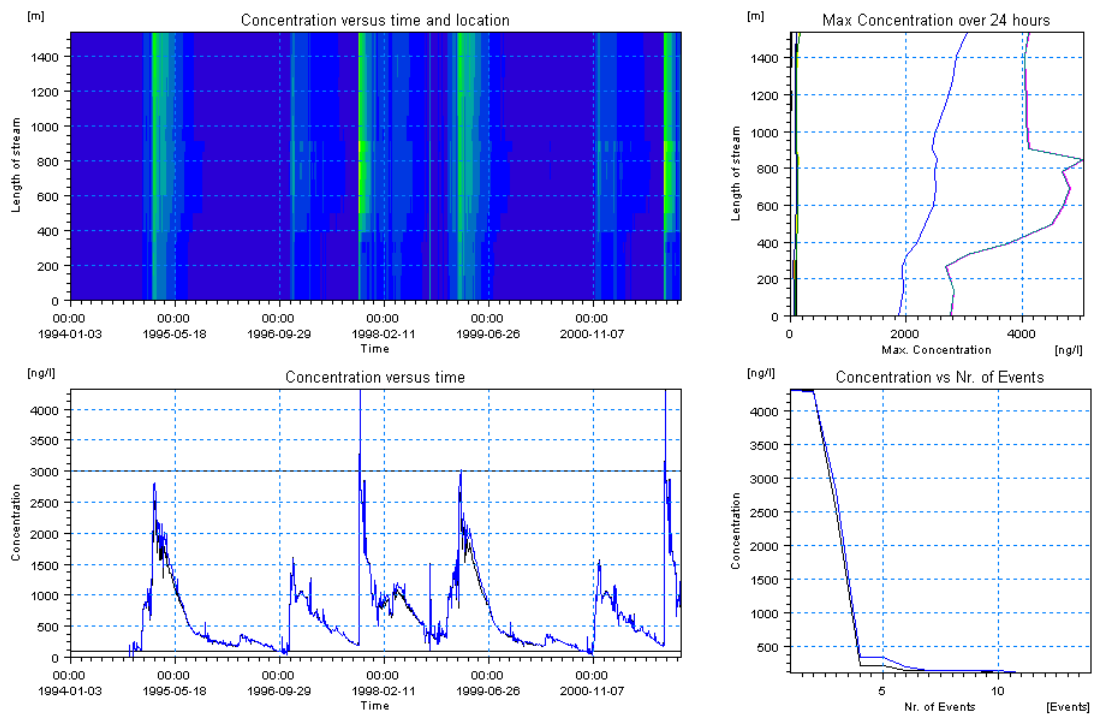 [m] Concentration versus time and location
1400
1200
1000
800
600
400
200
0
Length of stream
00:00 00:00 00:00 00:00 00:00 00:00
1994-01-03 1995-05-18 1996-09-29 1998-02-11 1999-06-26 2000-11-07
Time
[m] Max Concentration over 24 hours
1400
1200
1000
800
600
400
200
0
Length of stream
0 2000 4000
Max. Concentration [ng/l]
[ng/l] Concentration versus time
4000
3500
3000
2500
2000
1500
1000
500
0
Concentration
00:00 00:00 00:00 00:00 00:00 00:00
1994-01-03 1995-05-18 1996-09-29 1998-02-11 1999-06-26 2000-11-07
Time
[ng/l] Concentration vs Nr. of Events
4000
3500
3000
2500
2000
1500
1000
500
Concentration
5 10
Nr. of Events [Events]